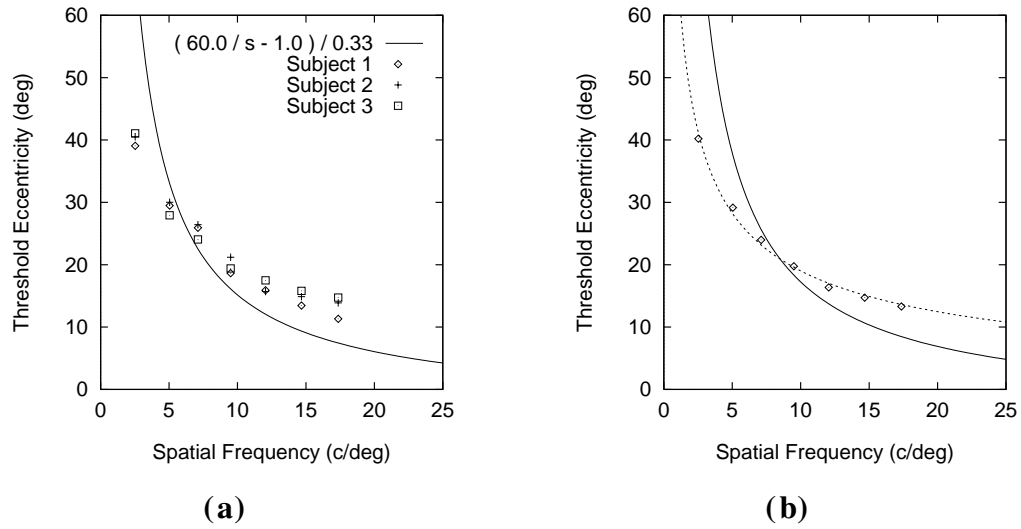 Threshold Eccentricity (deg)
60
50
40
30
20
10
0
( 60.0 / s - 1.0 ) / 0.33
Subject 1
Subject 2
Subject 3
0 5 10 15 20 25
Spatial Frequency (c/deg)
(a)
Threshold Eccentricity (deg)
60
50
40
30
20
10
0
0 5 10 15 20 25
Spatial Frequency (c/deg)
(b)